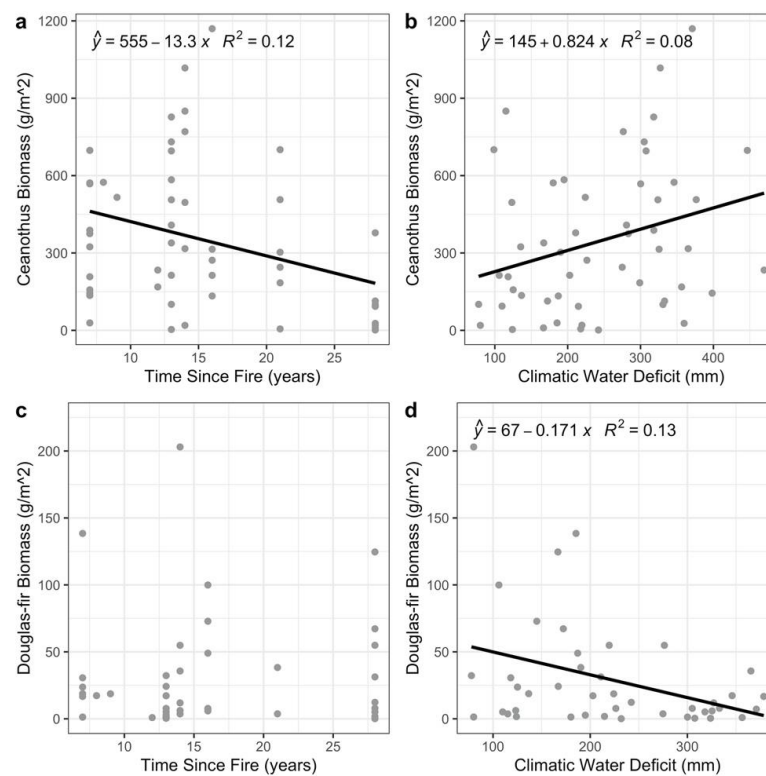 a
ŷ = 555 − 13.3 x R² = 0.12
1200
900
600
300
0
Ceanothus Biomass (g/m^2)
10 15 20 25
Time Since Fire (years)
b
ŷ = 145 + 0.824 x R² = 0.08
1200
900
600
300
0
Ceanothus Biomass (g/m^2)
100 200 300 400
Climatic Water Deficit (mm)
c
200
150
100
50
0
Douglas-fir Biomass (g/m^2)
10 15 20 25
Time Since Fire (years)
d
ŷ = 67 − 0.171 x R² = 0.13
200
150
100
50
0
Douglas-fir Biomass (g/m^2)
100 200 300
Climatic Water Deficit (mm)